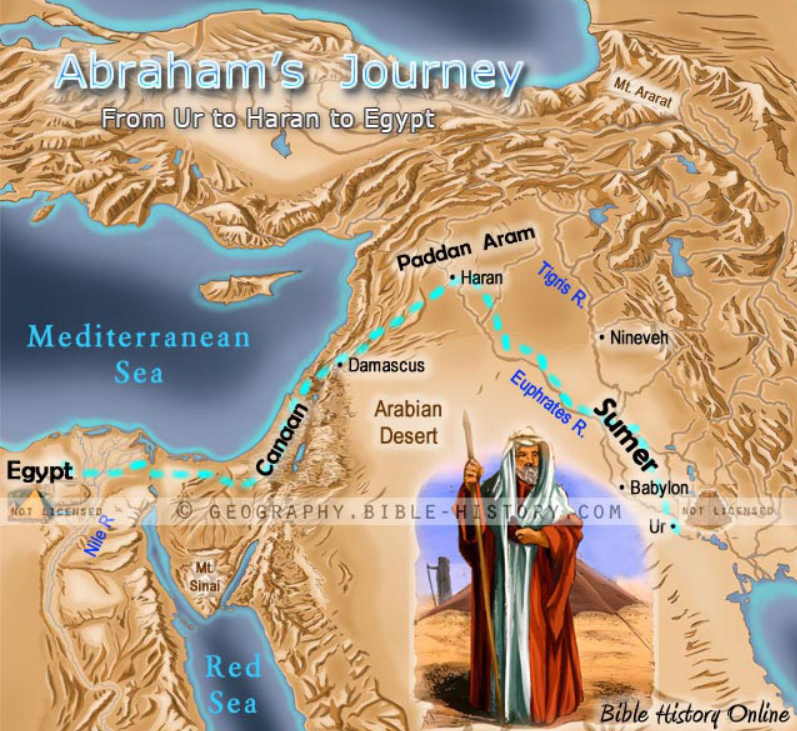 Abraham's Journey
From Ur to Haran to Egypt
Mt. Ararat
Paddan Aram
Haran
Tigris R.
Mediterranean
Sea
Nineveh
Damascus
Euphrates R.
Arabian
Desert
Canaan
Sumer
Egypt
Babylon
NOT LICENSED
© GEOGRAPHY.BIBLE-HISTORY.COM
NOT LICENSED
Ur
Nile R
Mt.
Sinai
Red
Sea
Bible History Online